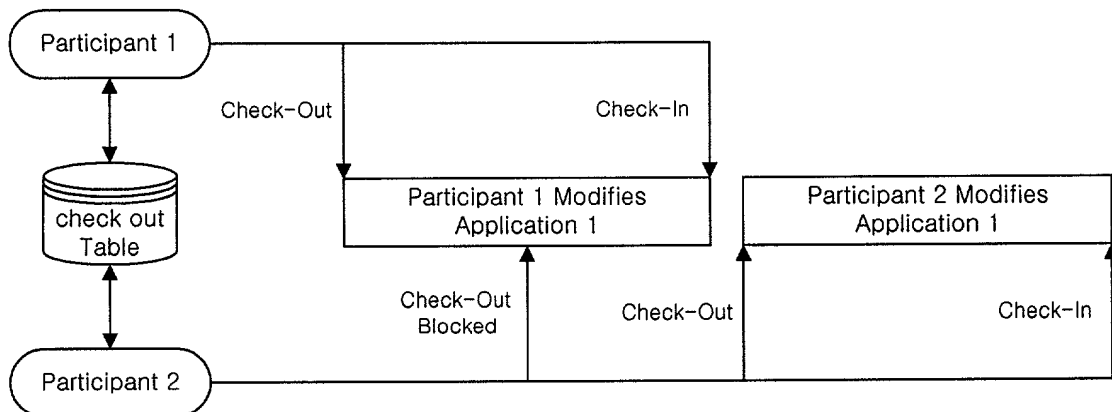 Participant 1
Check-Out
Check-In
check out
Table
Participant 1 Modifies
Application 1
Participant 2 Modifies
Application 1
Check-Out
Blocked
Check-Out
Check-In
Participant 2